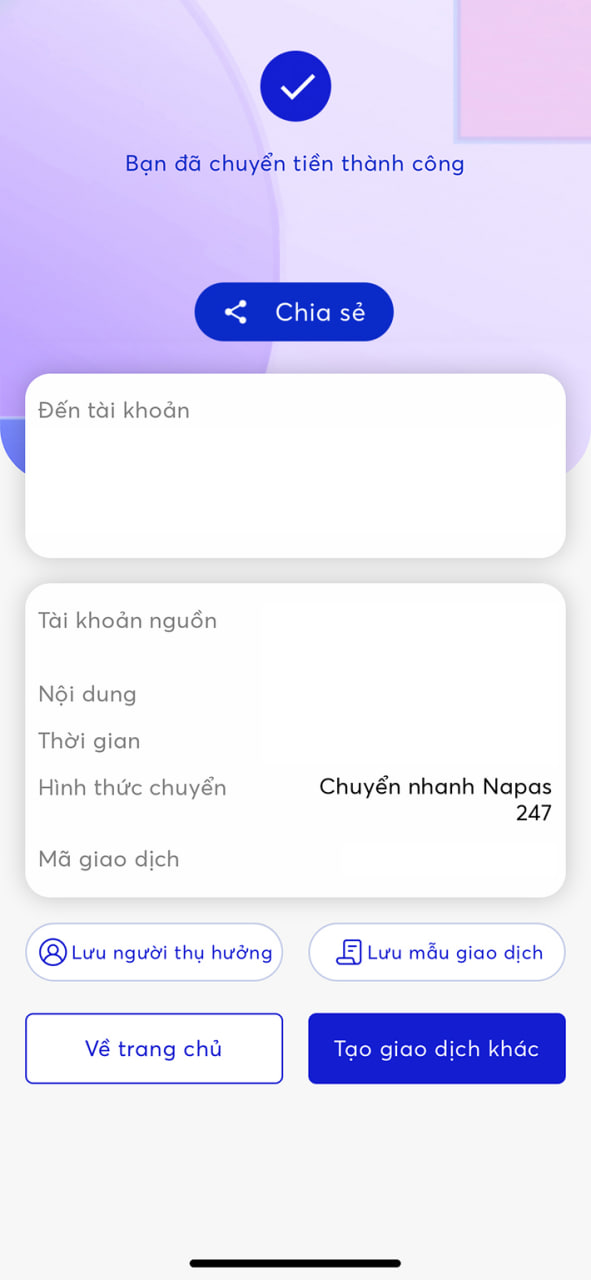 Bạn đã chuyển tiền thành công
Chia sẻ
Đến tài khoản
Tài khoản nguồn
Nội dung
Thời gian
Hình thức chuyển
Chuyển nhanh Napas
247
Mã giao dịch
Lưu người thụ hưởng
Lưu mẫu giao dịch
Về trang chủ
Tạo giao dịch khác